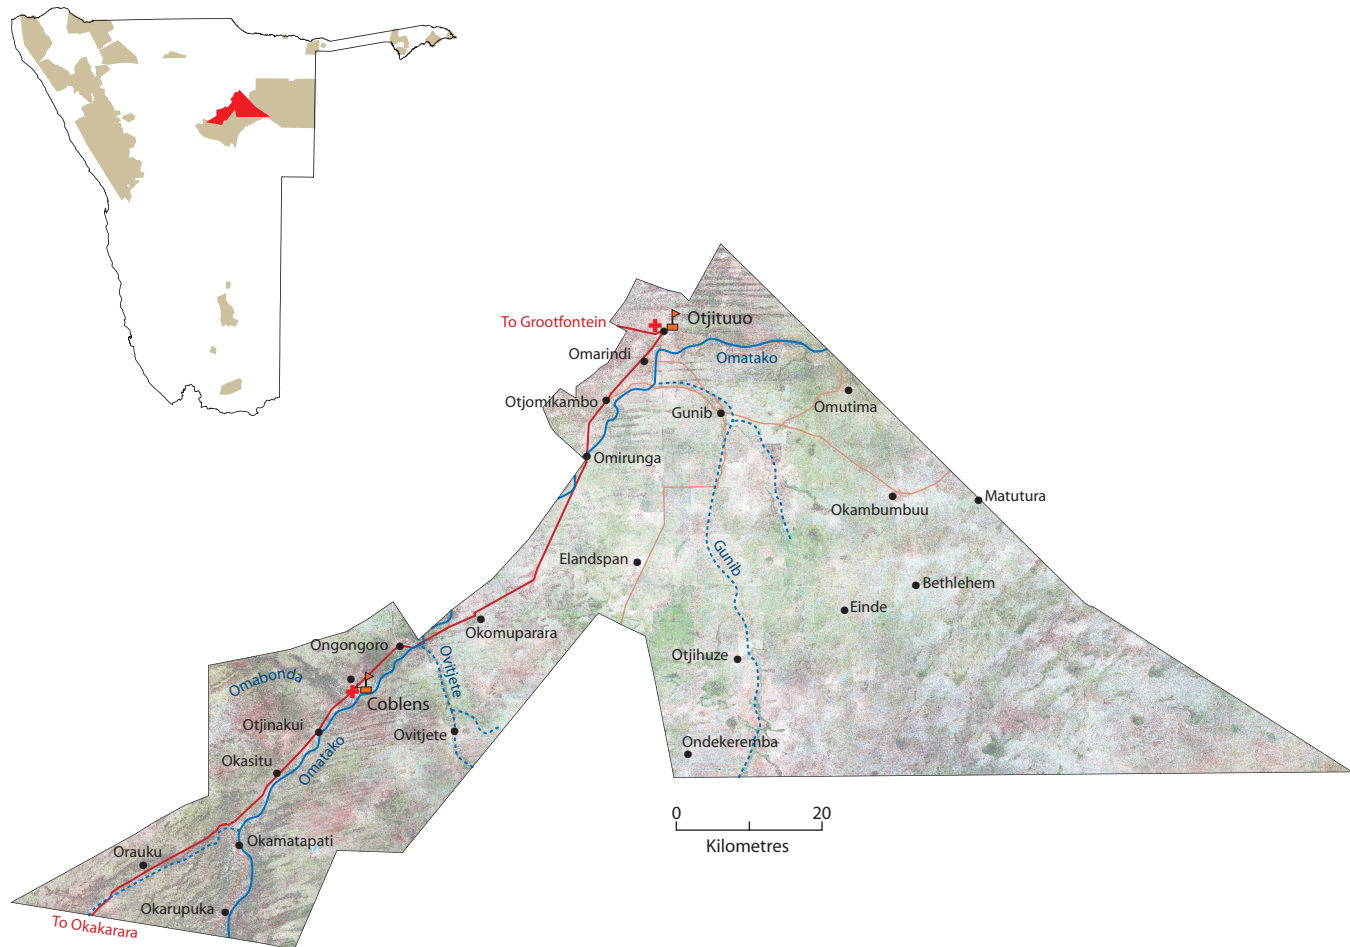 To Grootfontein
Otjituuo
Omarindi
Omatako
Otjomikambo
Gunib
Omutima
Omirunga
Matutura
Okambumbuu
Elandspan
Gunib
Bethlehem
Einde
Okomuparara
Ongongoro
Otjihuze
Ovitjete
Omabonda
Coblens
Otjinakui
Ovitjete
Ondekeremba
Omatako
Okasitu
0 20
Kilometres
Okamatapati
Orauku
Okarupuka
To Okakarara